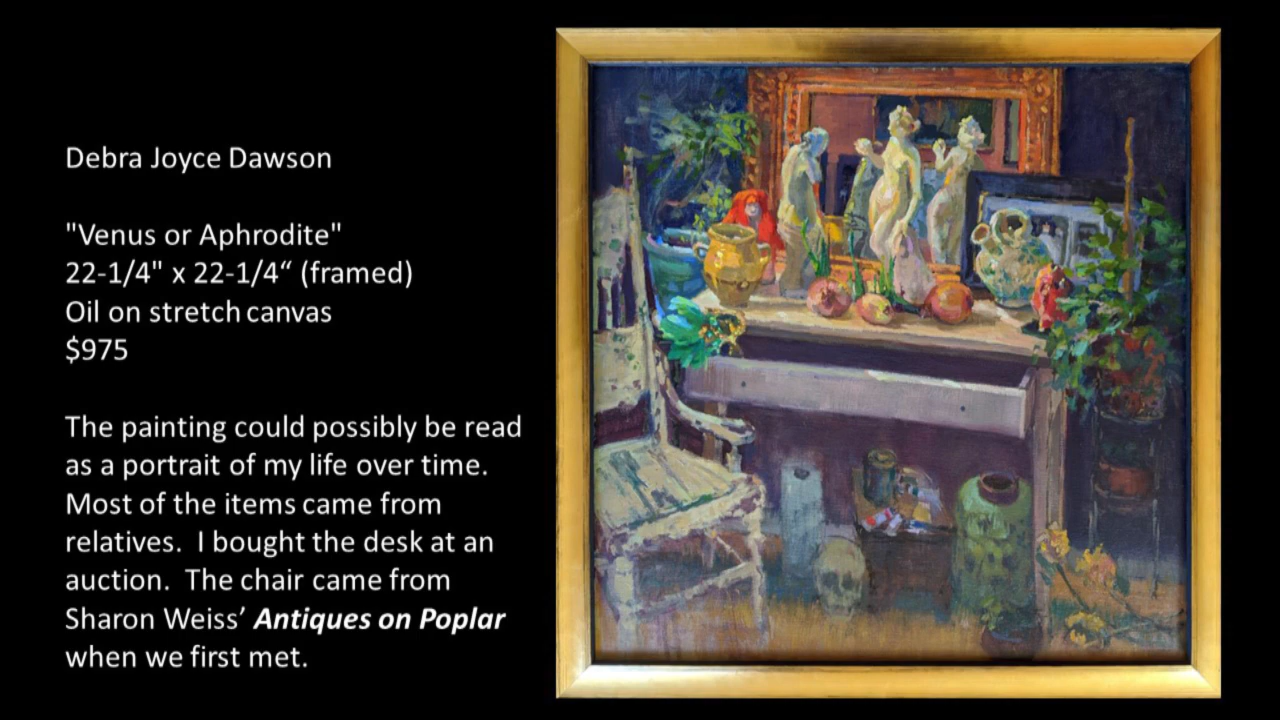 Debra Joyce Dawson
"Venus or Aphrodite"
22-1/4" x 22-1/4“ (framed)
Oil on stretch canvas
$975
The painting could possibly be read
as a portrait of my life over time.
Most of the items came from
relatives.  I bought the desk at an
auction.  The chair came from
Sharon Weiss’ Antiques on Poplar
when we first met.